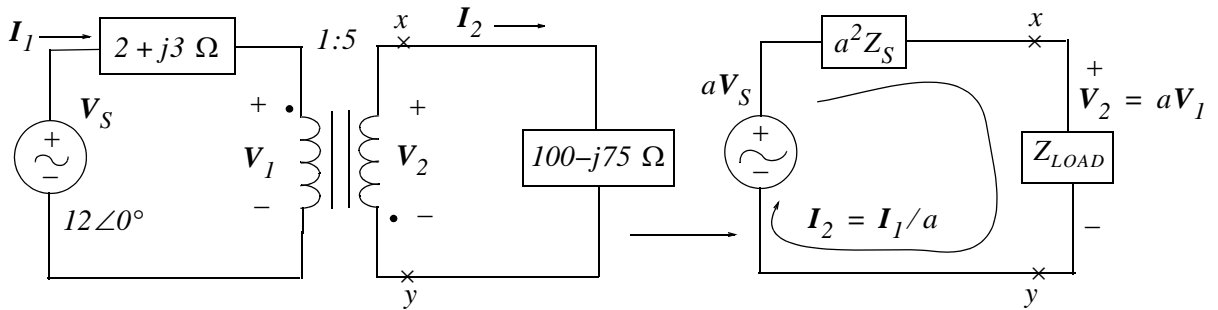 I1
2 + j3 Ω
1:5
x
I2
VS
+
−
12∠0°
+
V1
−
+
V2
−
100−j75 Ω
y
x
a²ZS
aVS
+
−
+
V2 = aV1
−
ZLOAD
I2 = I1/a
y